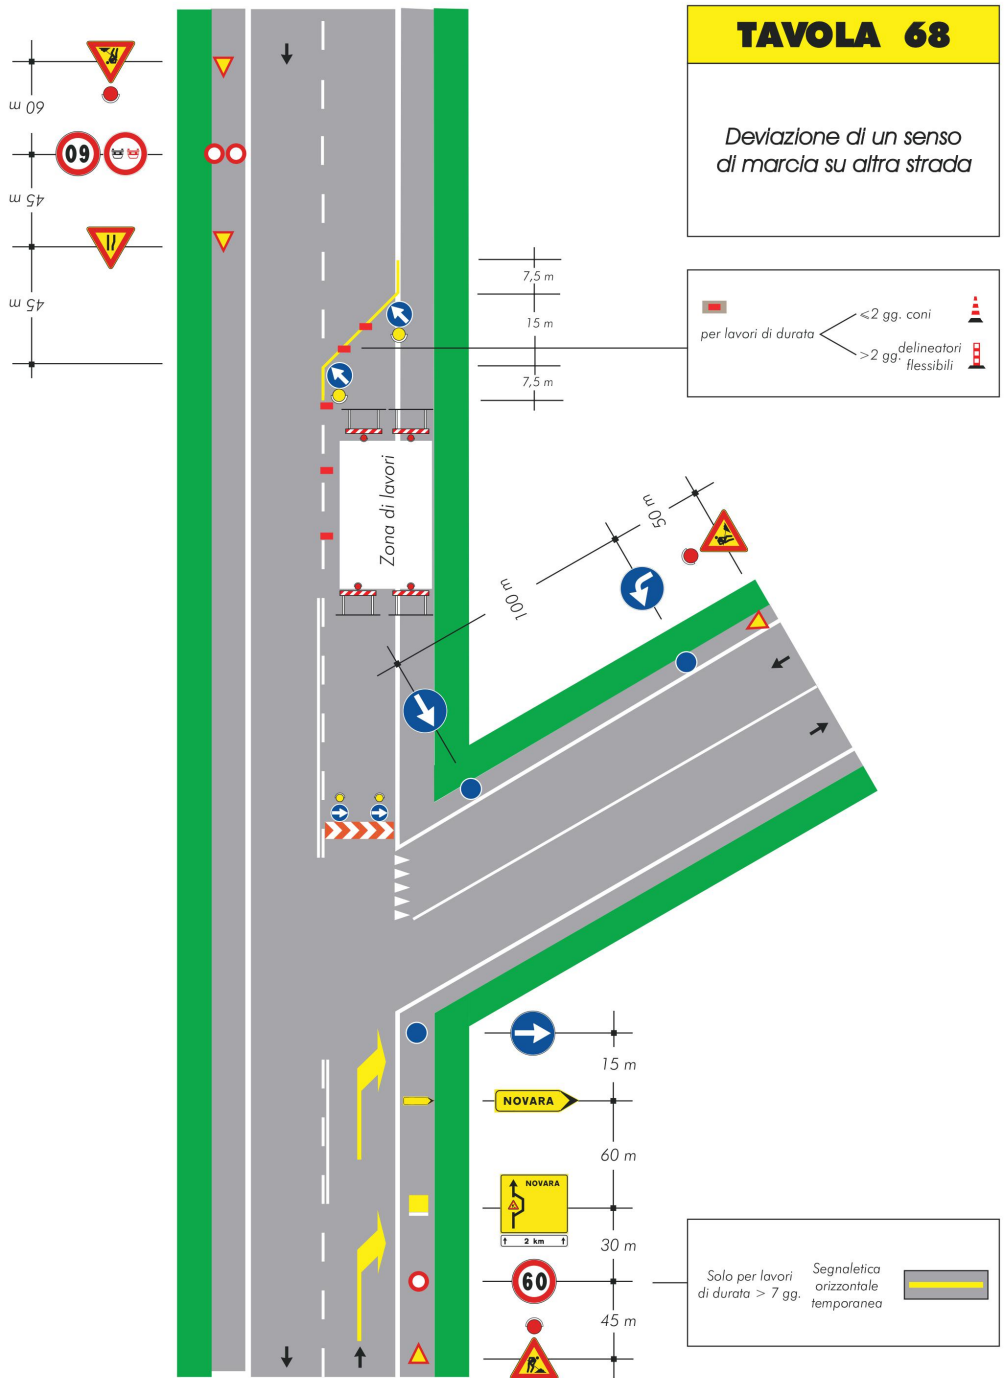 TAVOLA 68
Deviazione di un senso
di marcia su altra strada
60 m
60
45 m
45 m
7,5 m
15 m
7,5 m
per lavori di durata
⩽2 gg. coni
>2 gg. delineatori
flessibili
Zona di lavori
50 m
100 m
15 m
NOVARA
60 m
NOVARA
2 km
30 m
60
45 m
Solo per lavori
di durata > 7 gg.
Segnaletica
orizzontale
temporanea